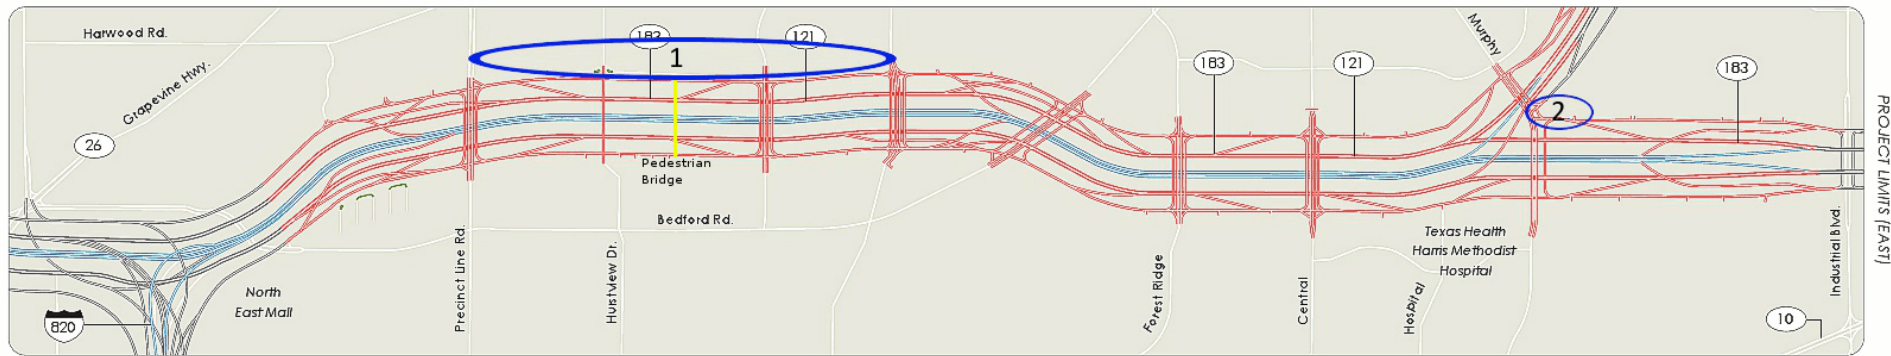 Harwood Rd.
Grapevine Hwy.
26
183
121
1
183
121
Murphy
2
183
Pedestrian
Bridge
Bedford Rd.
Precinct Line Rd.
Hurstview Dr.
North
East Mall
820
Forest Ridge
Central
Hospital
Texas Health
Harris Methodist
Hospital
Industrial Blvd.
10
PROJECT LIMITS (EAST)